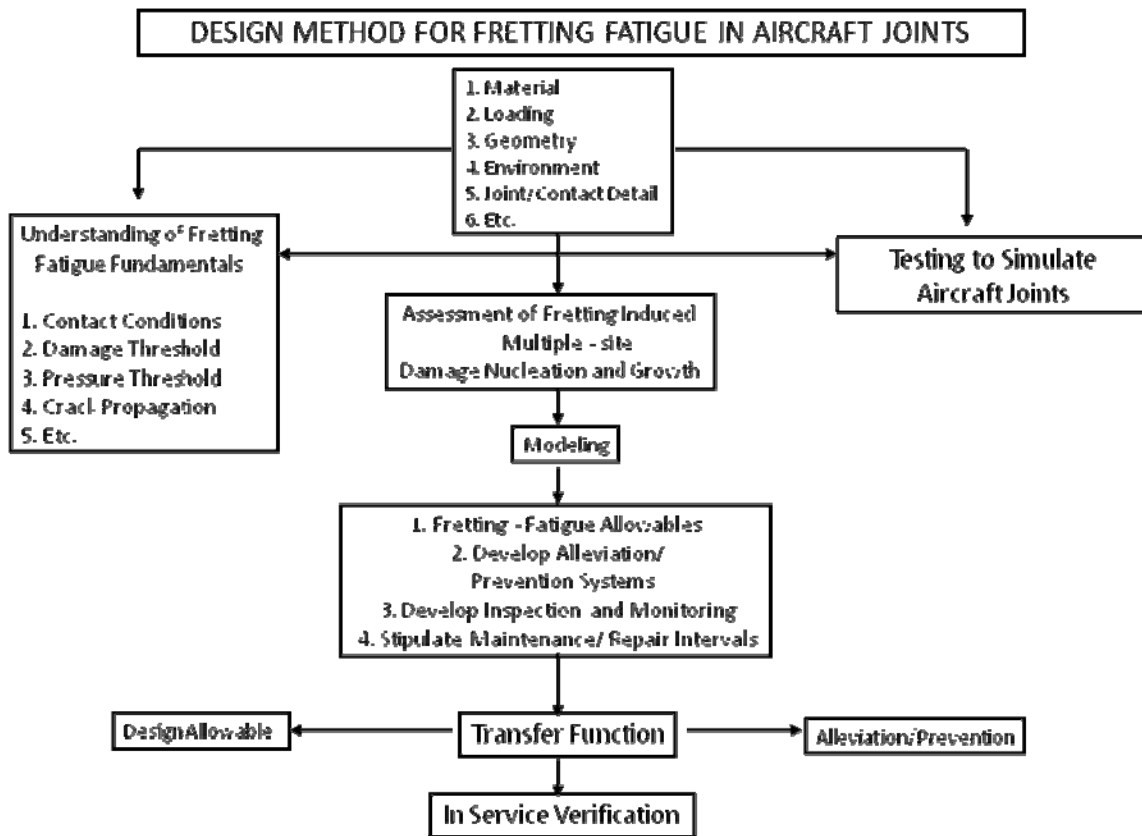 DESIGN METHOD FOR FRETTING FATIGUE IN AIRCRAFT JOINTS
1. Material
2. Loading
3. Geometry
4. Environment
5. Joint/Contact Detail
6. Etc.
Understanding of Fretting
Fatigue Fundamentals
1. Contact Conditions
2. Damage Threshold
3. Pressure Threshold
4. Crack Propagation
5. Etc.
Testing to Simulate
Aircraft Joints
Assessment of Fretting Induced
Multiple - site
Damage Nucleation and Growth
Modeling
1. Fretting - Fatigue Allowables
2. Develop Alleviation/
Prevention Systems
3. Develop Inspection and Monitoring
4. Stipulate Maintenance/ Repair Intervals
Design Allowable
Transfer Function
Alleviation/Prevention
In Service Verification